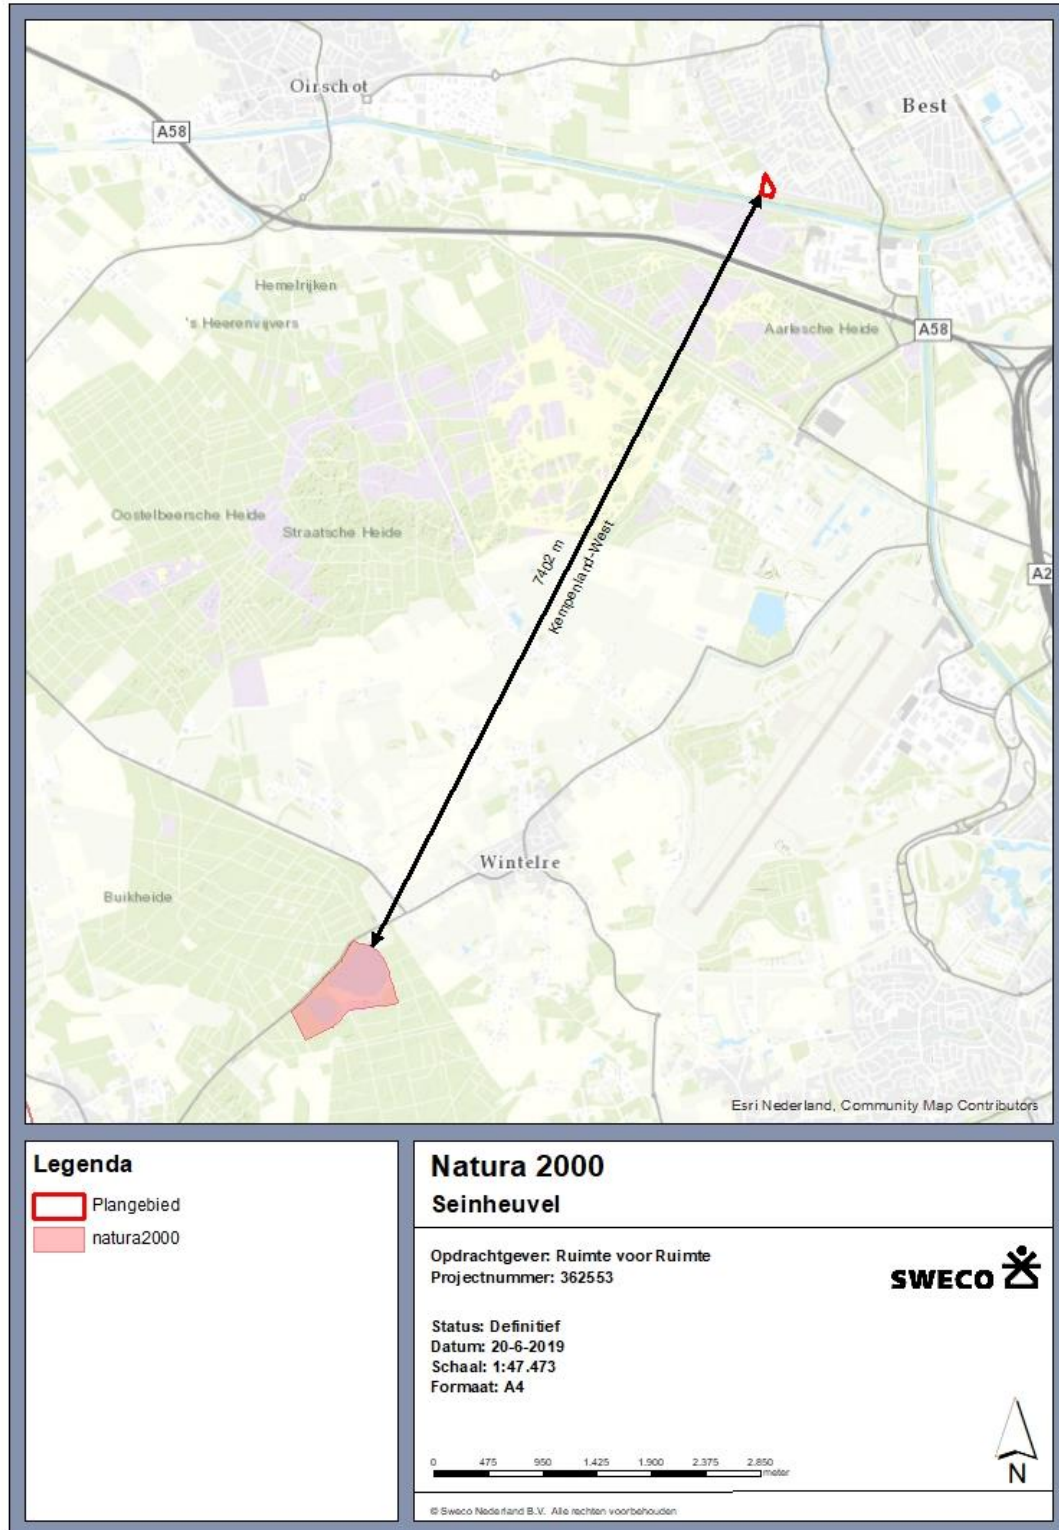 Oirschot
Best
A58
Hemelrijken
's Heerenvijvers
Aarlesche Heide
A58
Oostelbeersche Heide
Straatsche Heide
7402 m
Kempenland-West
A2
Wintelre
Buikheide
Esri Nederland, Community Map Contributors
Legenda
Plangebied
natura2000
Natura 2000
Seinheuvel
Opdrachtgever: Ruimte voor Ruimte
Projectnummer: 362553
SWECO
Status: Definitief
Datum: 20-6-2019
Schaal: 1:47.473
Formaat: A4
0 475 950 1.425 1.900 2.375 2.850
meter
N
© Sweco Nederland B.V. Alle rechten voorbehouden